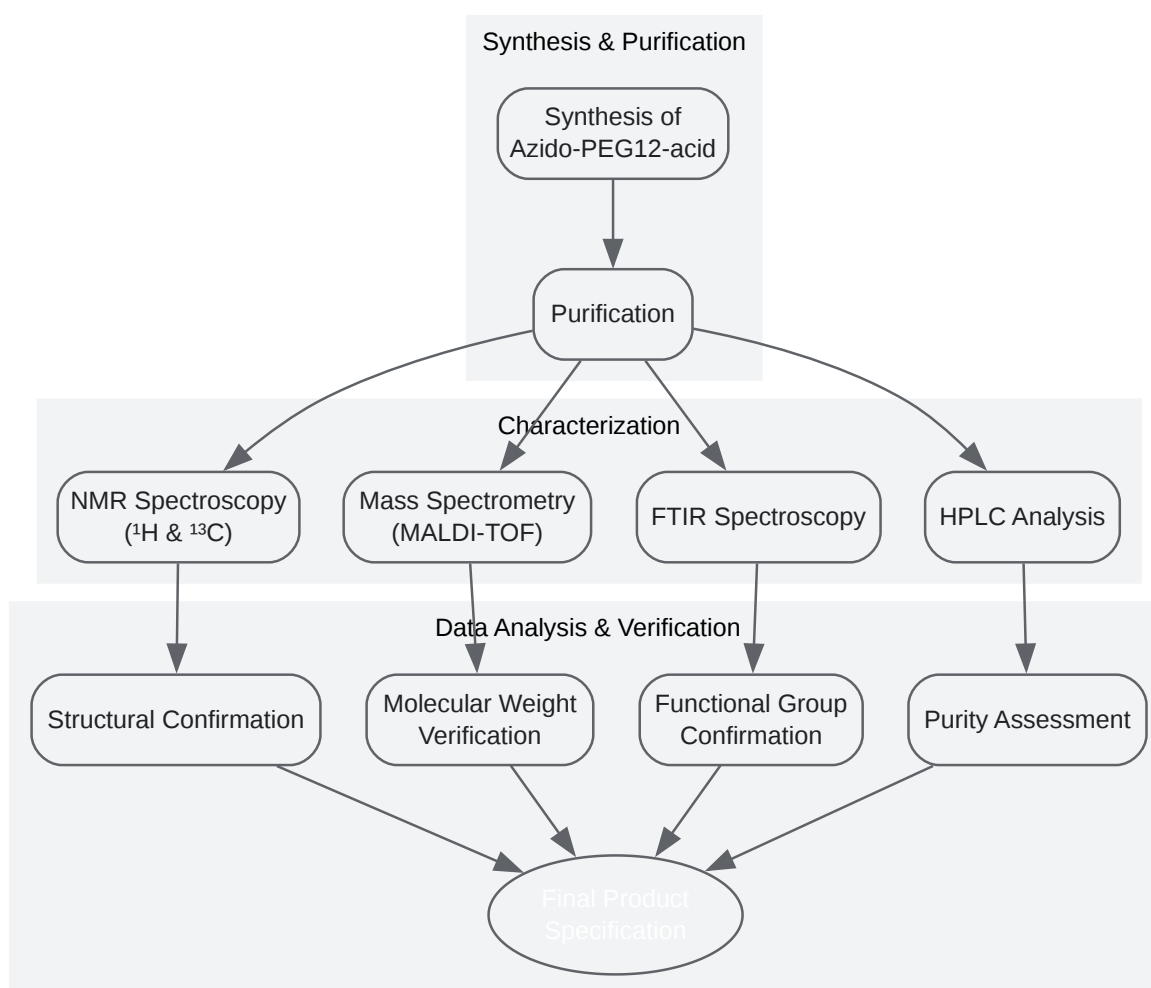 Synthesis & Purification
Synthesis of
Azido-PEG12-acid
Purification
Characterization
NMR Spectroscopy
(¹H & ¹³C)
Mass Spectrometry
(MALDI-TOF)
FTIR Spectroscopy
HPLC Analysis
Data Analysis & Verification
Structural Confirmation
Molecular Weight
Verification
Functional Group
Confirmation
Purity Assessment
Final Product
Specification